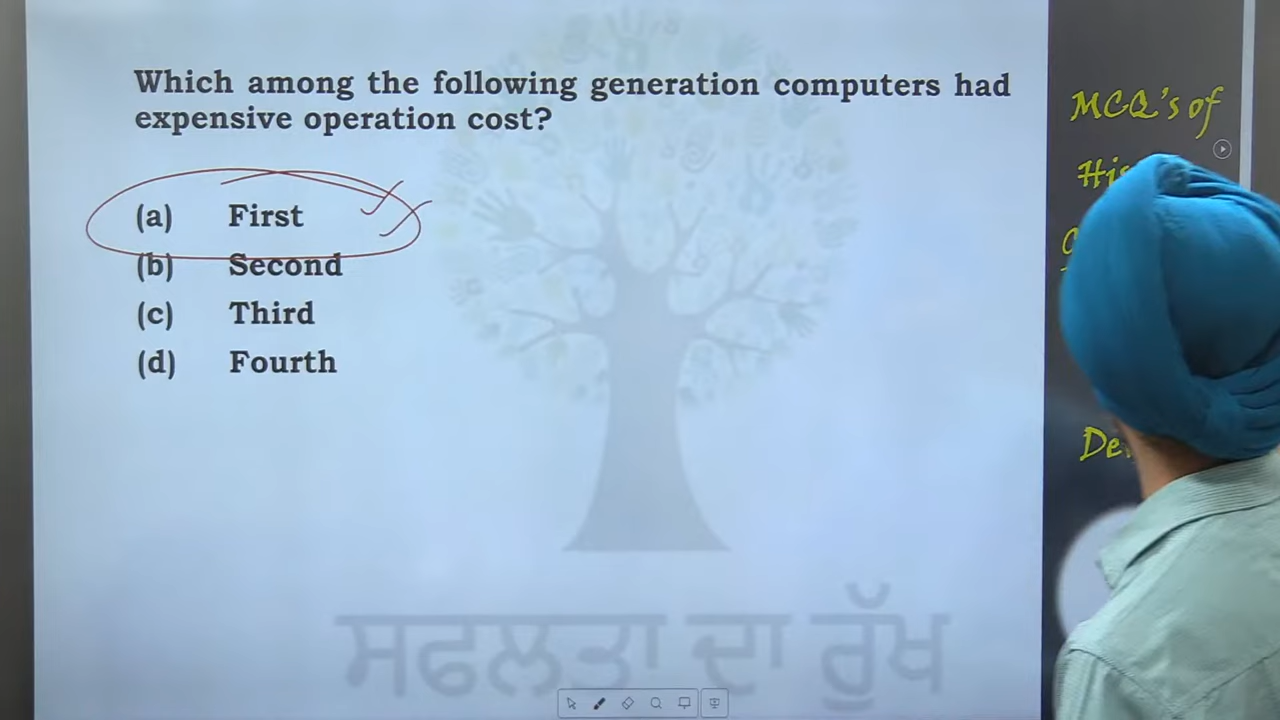 Which among the following generation computers had
expensive operation cost?
(a) First
(b) Second
(c) Third
(d) Fourth
MCQ's of
ਸਫਲਤਾ ਦਾ ਰੁੱਖ